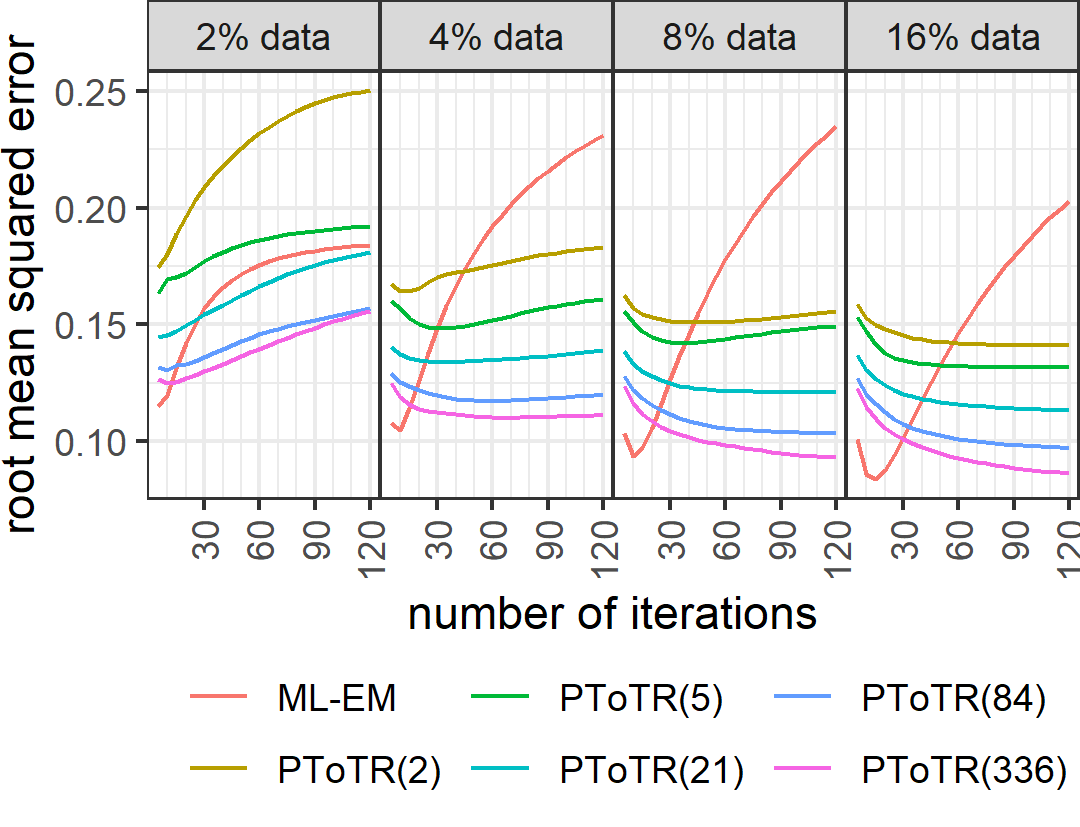 2% data 4% data 8% data 16% data
root mean squared error
0.25
0.20
0.15
0.10
30 60 90 120 30 60 90 120 30 60 90 120 30 60 90 120
number of iterations
ML-EM PToTR(5) PToTR(84)
PToTR(2) PToTR(21) PToTR(336)